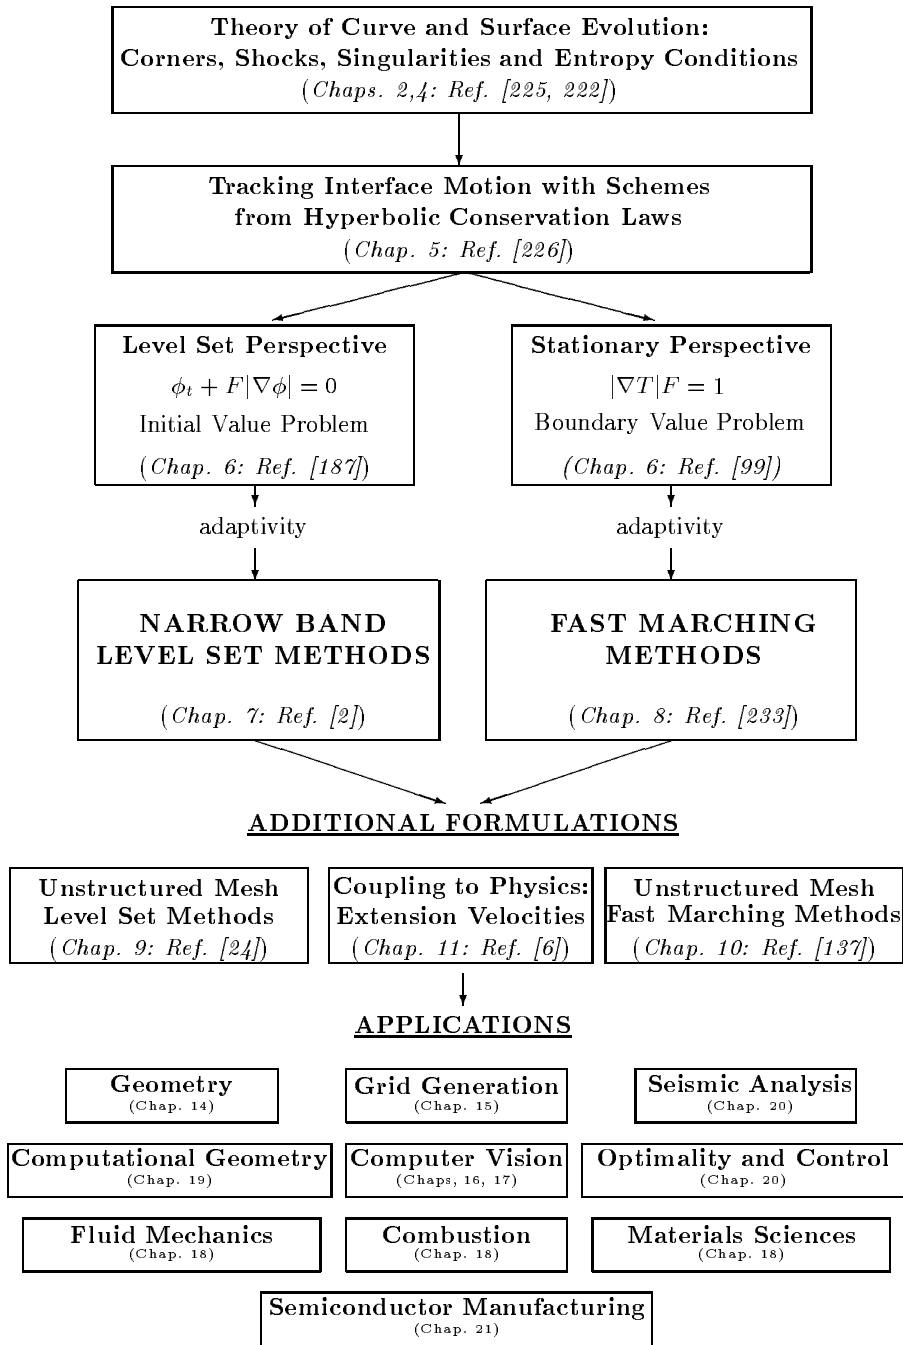 Theory of Curve and Surface Evolution:
Corners, Shocks, Singularities and Entropy Conditions
(Chaps. 2,4: Ref. [225, 222])
Tracking Interface Motion with Schemes
from Hyperbolic Conservation Laws
(Chap. 5: Ref. [226])
Level Set Perspective
ϕₜ + F|∇ϕ| = 0
Initial Value Problem
(Chap. 6: Ref. [187])
Stationary Perspective
|∇T|F = 1
Boundary Value Problem
(Chap. 6: Ref. [99])
adaptivity
adaptivity
NARROW BAND
LEVEL SET METHODS
(Chap. 7: Ref. [2])
FAST MARCHING
METHODS
(Chap. 8: Ref. [233])
ADDITIONAL FORMULATIONS
Unstructured Mesh
Level Set Methods
(Chap. 9: Ref. [24])
Coupling to Physics:
Extension Velocities
(Chap. 11: Ref. [6])
Unstructured Mesh
Fast Marching Methods
(Chap. 10: Ref. [137])
APPLICATIONS
Geometry
(Chap. 14)
Grid Generation
(Chap. 15)
Seismic Analysis
(Chap. 20)
Computational Geometry
(Chap. 19)
Computer Vision
(Chaps, 16, 17)
Optimality and Control
(Chap. 20)
Fluid Mechanics
(Chap. 18)
Combustion
(Chap. 18)
Materials Sciences
(Chap. 18)
Semiconductor Manufacturing
(Chap. 21)